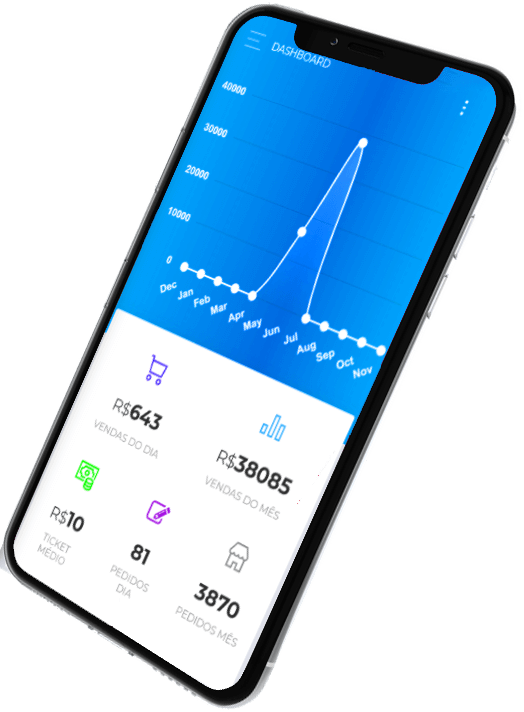 DASHBOARD
40000
30000
20000
10000
0
Dec
Jan
Feb
Mar
Apr
May
Jun
Jul
Aug
Sep
Oct
Nov
R$643
VENDAS DO DIA
R$38085
VENDAS DO MÊS
R$10
TICKET
MÉDIO
81
PEDIDOS
DIA
3870
PEDIDOS MÊS